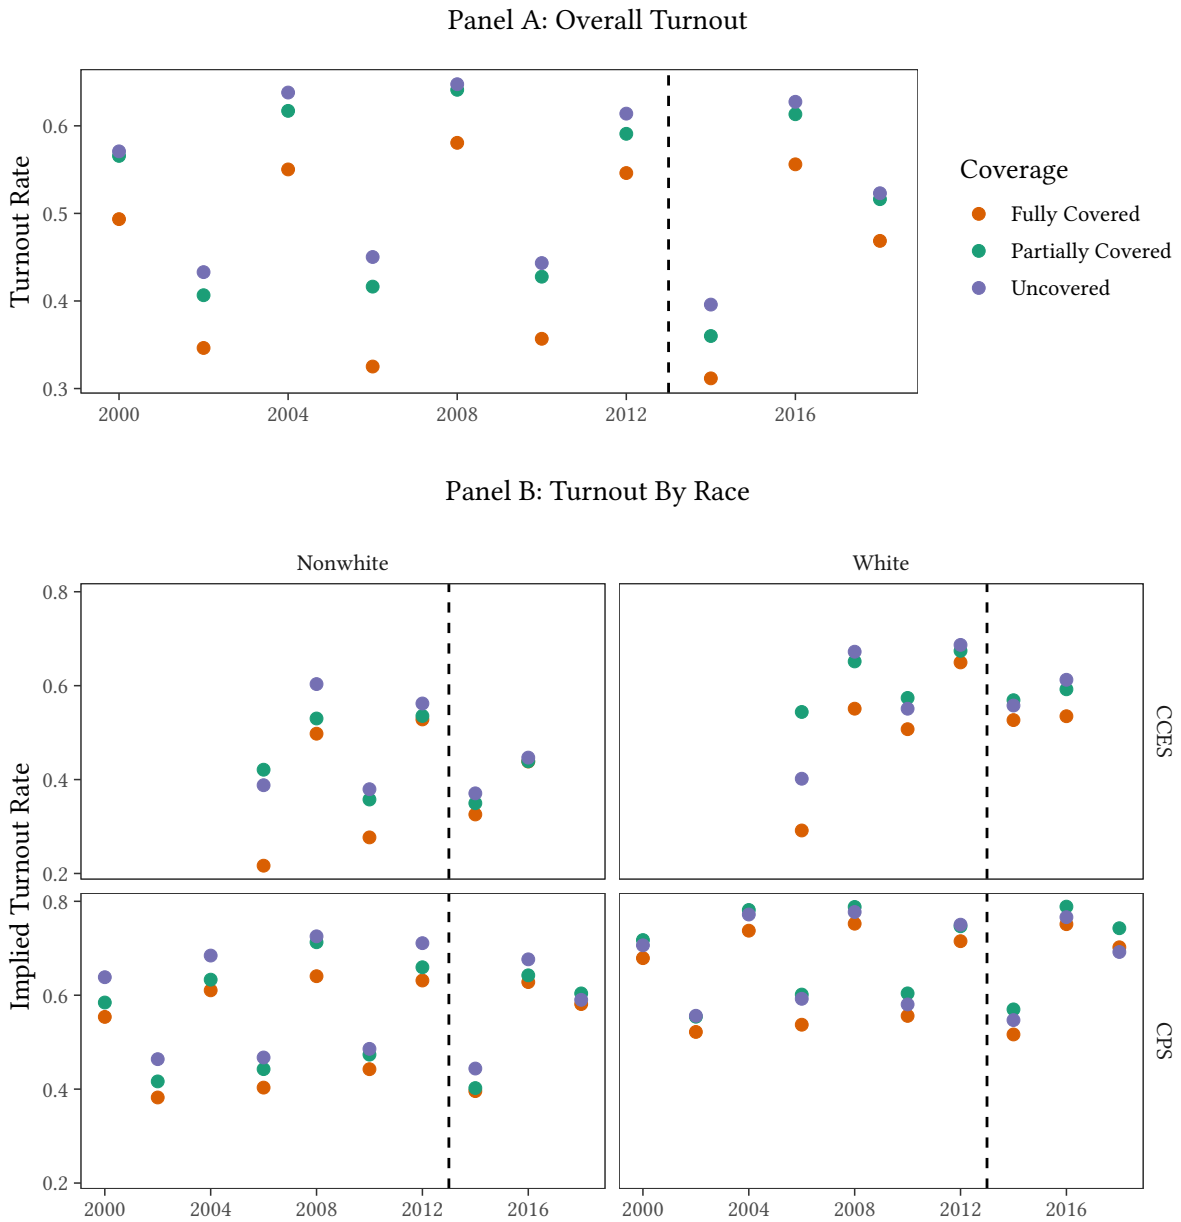 Panel A: Overall Turnout
Turnout Rate
0.6
0.5
0.4
0.3
2000 2004 2008 2012 2016
Coverage
Fully Covered
Partially Covered
Uncovered
Panel B: Turnout By Race
Implied Turnout Rate
Nonwhite White
0.8
0.6
0.4
0.2
CCES
0.8
0.6
0.4
0.2
CPS
2000 2004 2008 2012 2016 2000 2004 2008 2012 2016